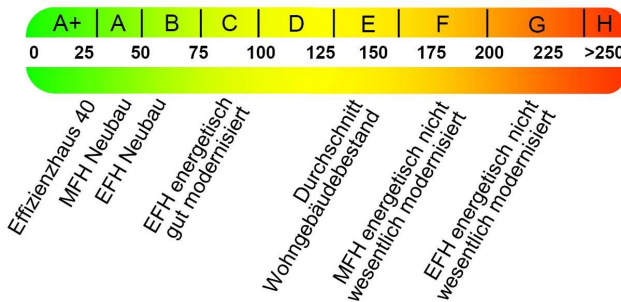 A+ A B C D E F G H
0 25 50 75 100 125 150 175 200 225 >250
Effizienzhaus 40
MFH Neubau
EFH Neubau
EFH energetisch
gut modernisiert
Durchschnitt
Wohngebäudebestand
MFH energetisch nicht
wesentlich modernisiert
EFH energetisch nicht
wesentlich modernisiert